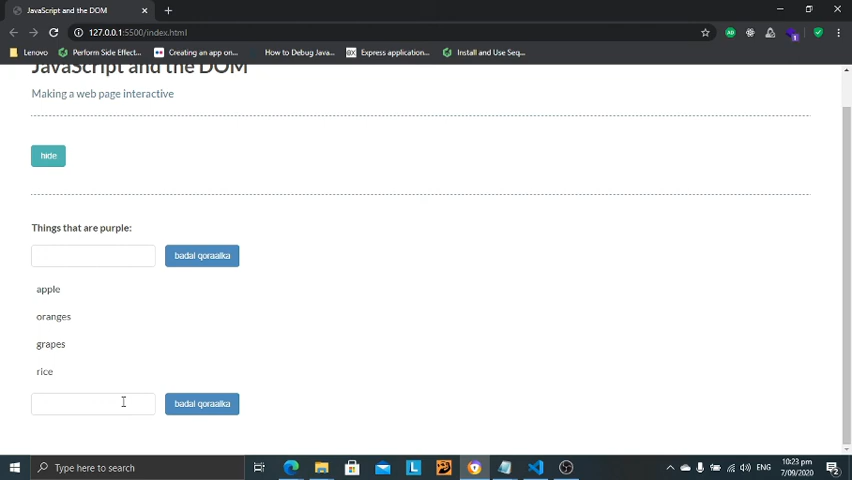 JavaScript and the DOM
127.0.0.1:5500/index.html
Lenovo
Perform Side Effect...
Creating an app on...
How to Debug Java...
EX
Express application...
Install and Use Seq...
JavaScript and the DOM
Making a web page interactive
hide
Things that are purple:
badal qoraalka
apple
oranges
grapes
rice
badal qoraalka
Type here to search
ENG
10:23 pm
7/09/2020